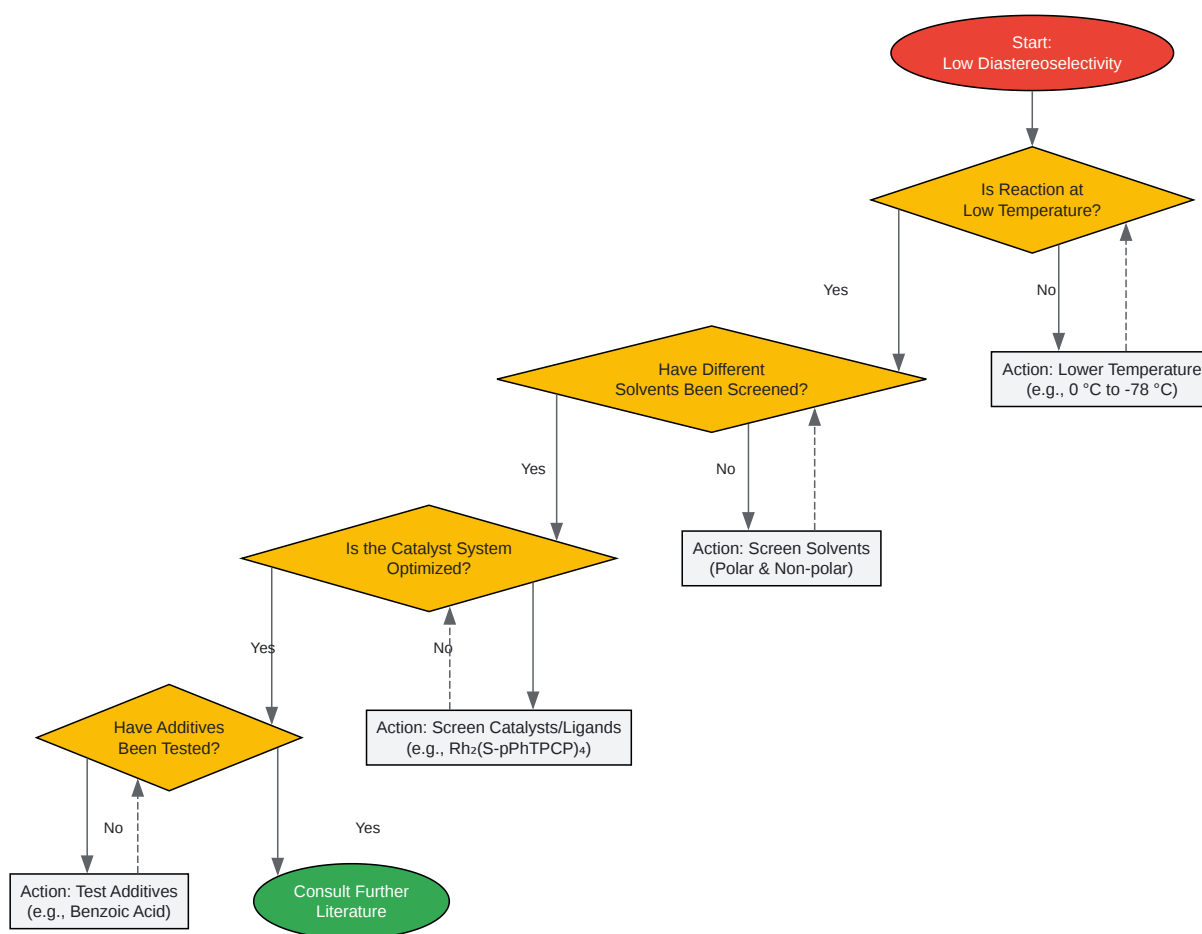 Start:
Low Diastereoselectivity
Is Reaction at
Low Temperature?
Yes
No
Have Different
Solvents Been Screened?
Action: Lower Temperature
(e.g., 0 °C to -78 °C)
Yes
No
Is the Catalyst System
Optimized?
Action: Screen Solvents
(Polar & Non-polar)
Yes
No
Have Additives
Been Tested?
Action: Screen Catalysts/Ligands
(e.g., Rh₂(S-pPhTPCP)₄)
No
Yes
Action: Test Additives
(e.g., Benzoic Acid)
Consult Further
Literature